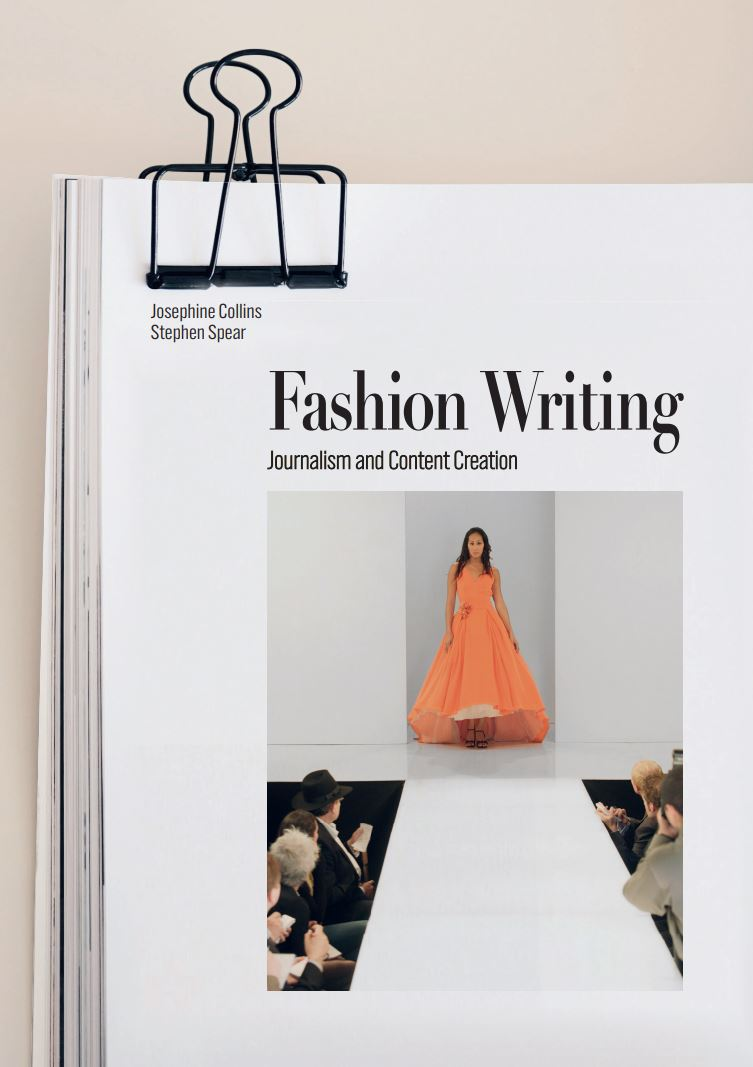 Josephine Collins
Stephen Spear
Fashion Writing
Journalism and Content Creation